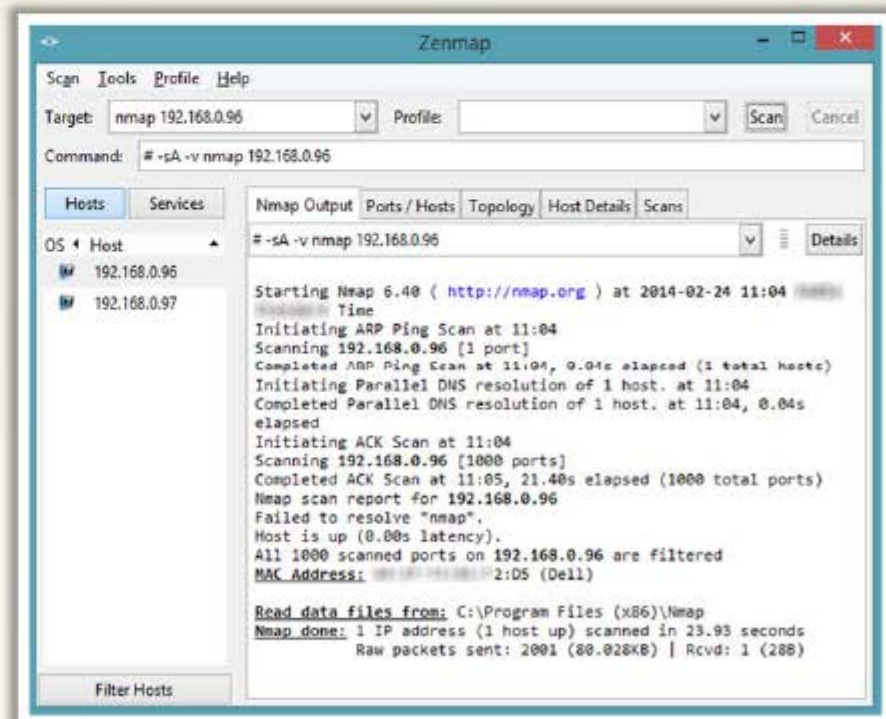 Zenmap
Scan Tools Profile Help
Target: nmap 192.168.0.96 Profile: Scan Cancel
Command: # -sA -v nmap 192.168.0.96
Hosts Services
Nmap Output Ports / Hosts Topology Host Details Scans
OS Host
# -sA -v nmap 192.168.0.96 Details
192.168.0.96
192.168.0.97
Starting Nmap 6.40 ( http://nmap.org ) at 2014-02-24 11:04
Time
Initiating ARP Ping Scan at 11:04
Scanning 192.168.0.96 [1 port]
Completed ARP Ping Scan at 11:04, 0.04s elapsed (1 total hosts)
Initiating Parallel DNS resolution of 1 host. at 11:04
Completed Parallel DNS resolution of 1 host. at 11:04, 0.04s
elapsed
Initiating ACK Scan at 11:04
Scanning 192.168.0.96 [1000 ports]
Completed ACK Scan at 11:05, 21.40s elapsed (1000 total ports)
Nmap scan report for 192.168.0.96
Failed to resolve "nmap".
Host is up (0.00s latency).
All 1000 scanned ports on 192.168.0.96 are filtered
MAC Address: 2:D5 (Dell)
Read data files from: C:\Program Files (x86)\Nmap
Nmap done: 1 IP address (1 host up) scanned in 23.93 seconds
Raw packets sent: 2001 (80.028KB) | Rcvd: 1 (28B)
Filter Hosts